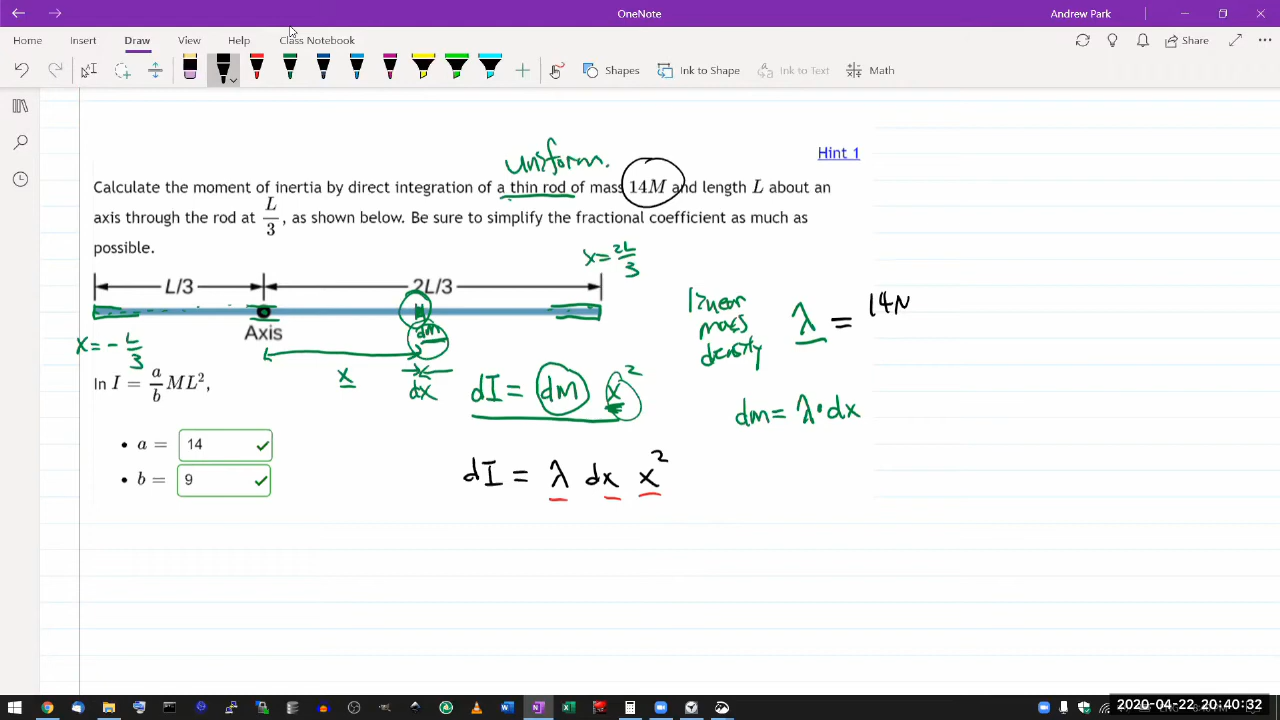 OneNote
Andrew Park
Home Insert Draw View Help Class Notebook
Share
Shapes Ink to Shape Ink to Text Math
uniform.
Hint 1
Calculate the moment of inertia by direct integration of a thin rod of mass 14M and length L about an
axis through the rod at L/3, as shown below. Be sure to simplify the fractional coefficient as much as
possible.
x = 2L/3
L/3 2L/3
linear
mass
density
λ = 14M
Axis
dm
x = - L/3
x
dx
In I = a/b ML²,
dI = dm x²
dm = λ · dx
• a = 14
• b = 9
dI = λ dx x²
2020-04-22 20:40:32